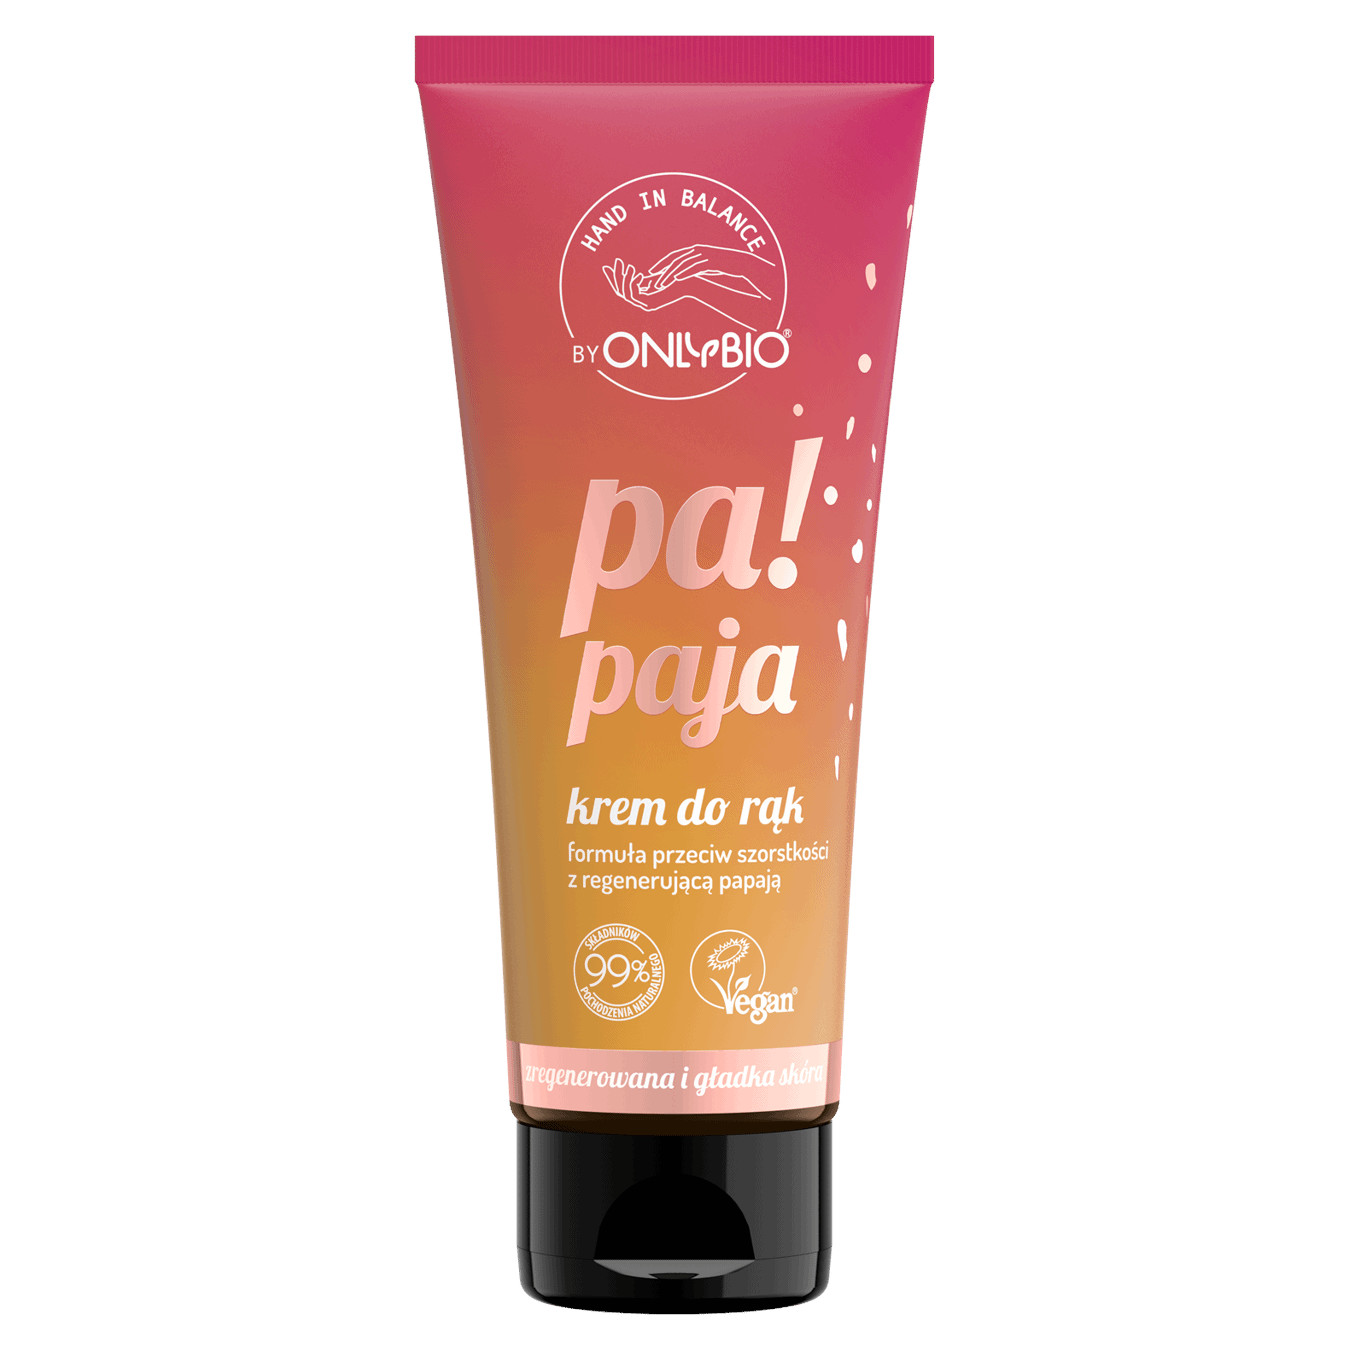 HAND IN BALANCE
BY ONLYBIO®
pa!
paja
krem do rąk
formuła przeciw szorstkości
z regenerującą papają
SKŁADNIKÓW
99%
POCHODZENIA NATURALNEGO
Vegan®
zregenerowana i gładka skóra